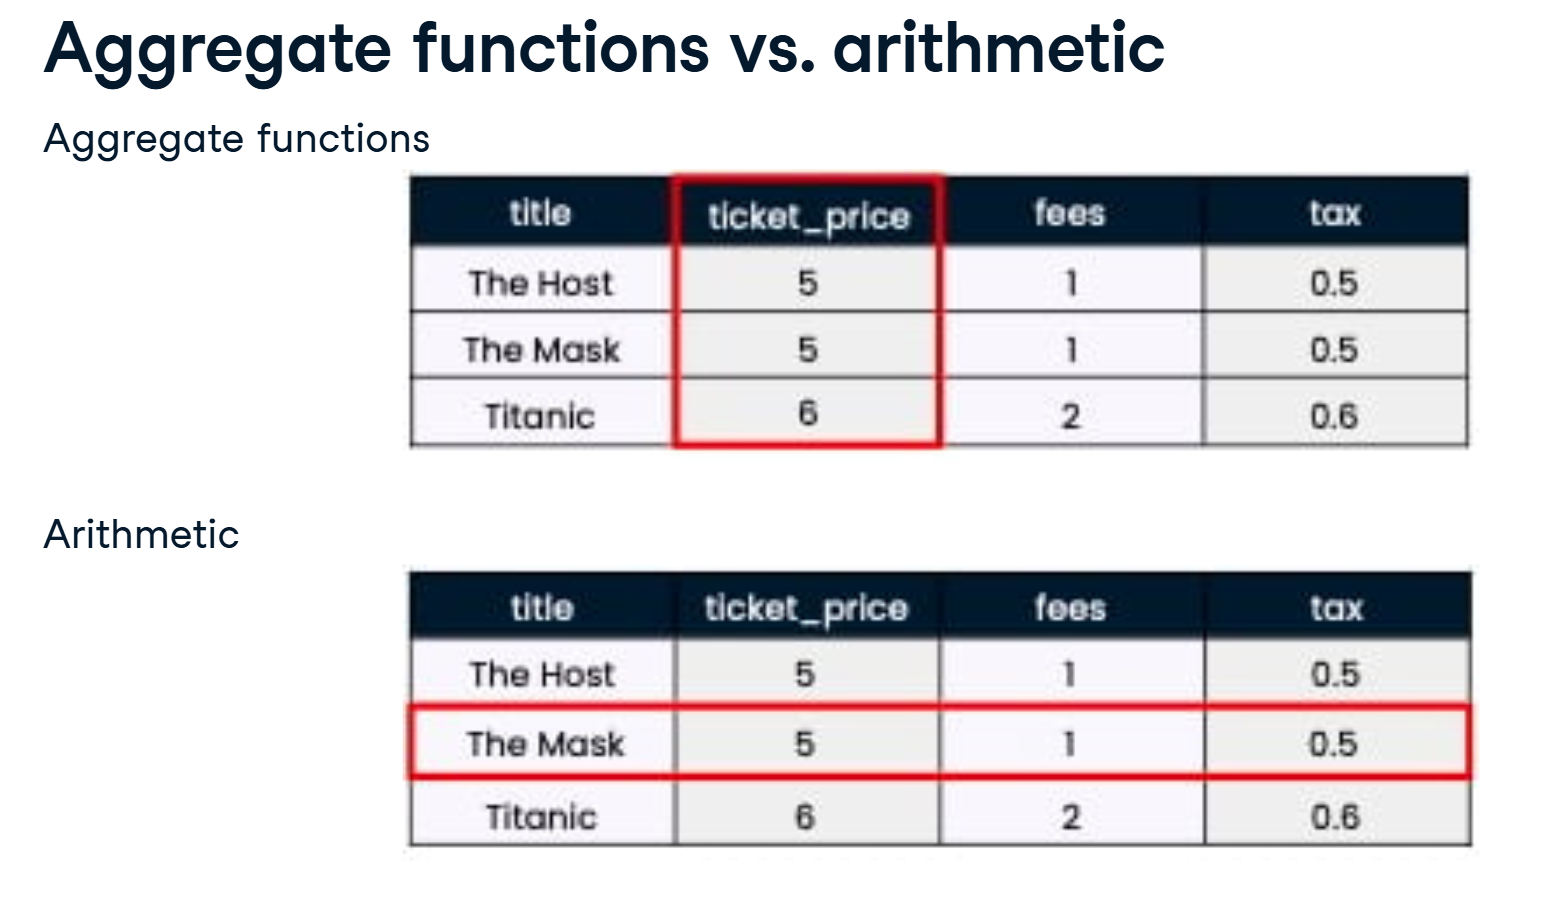 Aggregate functions vs. arithmetic
Aggregate functions
title ticket_price fees tax
The Host 5 1 0.5
The Mask 5 1 0.5
Titanic 6 2 0.6
Arithmetic
title ticket_price fees tax
The Host 5 1 0.5
The Mask 5 1 0.5
Titanic 6 2 0.6